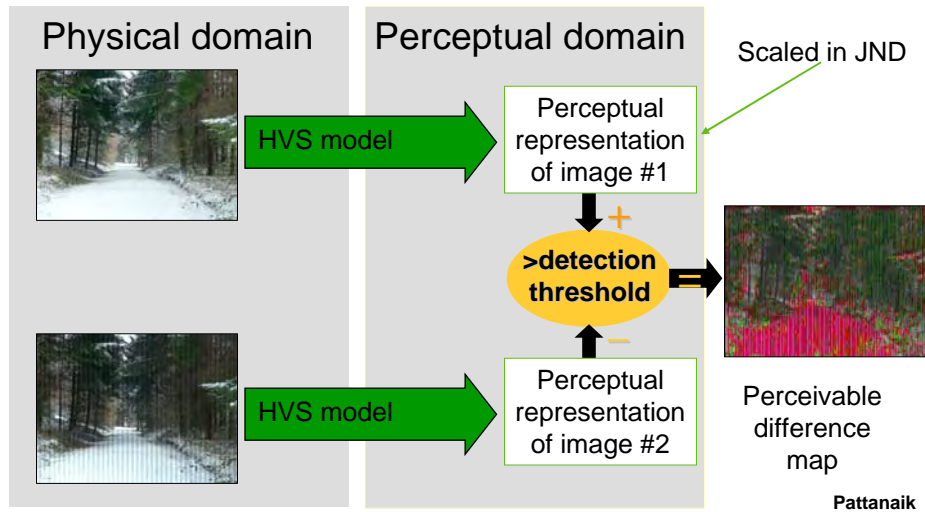 Physical domain
Perceptual domain
Scaled in JND
HVS model
Perceptual
representation
of image #1
+
>detection
threshold
=
−
HVS model
Perceptual
representation
of image #2
Perceivable
difference
map
Pattanaik